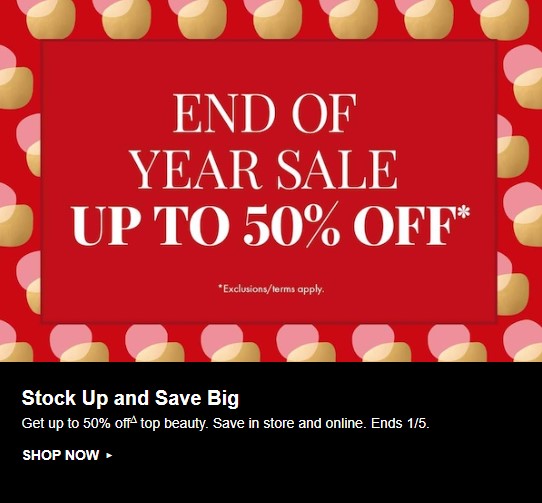 END OF
YEAR SALE
UP TO 50% OFF*
*Exclusions/terms apply.
Stock Up and Save Big
Get up to 50% off∆ top beauty. Save in store and online. Ends 1/5.
SHOP NOW ▸